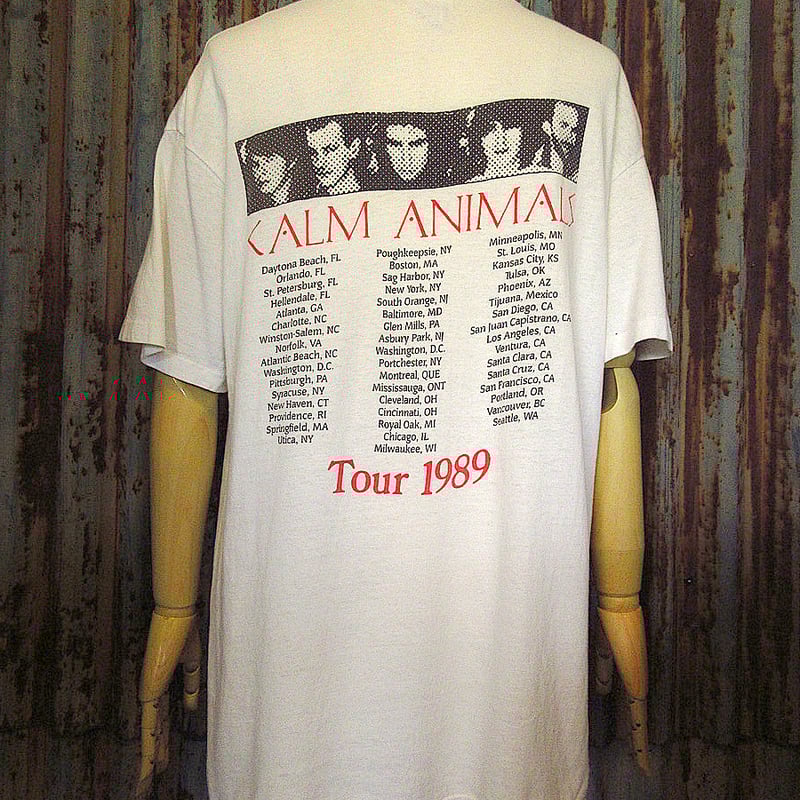 KALM ANIMALS
Daytona Beach, FL
Orlando, FL
St. Petersburg, FL
Hellendale, FL
Atlanta, GA
Charlotte, NC
Winston-Salem, NC
Norfolk, VA
Atlantic Beach, NC
Washington, D.C.
Pittsburgh, PA
Syracuse, NY
New Haven, CT
Providence, RI
Springfield, MA
Utica, NY
Poughkeepsie, NY
Boston, MA
Sag Harbor, NY
New York, NY
South Orange, NJ
Baltimore, MD
Glen Mills, PA
Asbury Park, NJ
Washington, D.C.
Portchester, NY
Montreal, QUE
Mississauga, ONT
Cleveland, OH
Cincinnati, OH
Royal Oak, MI
Chicago, IL
Milwaukee, WI
Minneapolis, MN
St. Louis, MO
Kansas City, KS
Tulsa, OK
Phoenix, AZ
Tijuana, Mexico
San Diego, CA
San Juan Capistrano, CA
Los Angeles, CA
Ventura, CA
Santa Clara, CA
Santa Cruz, CA
San Francisco, CA
Portland, OR
Vancouver, BC
Seattle, WA
Tour 1989